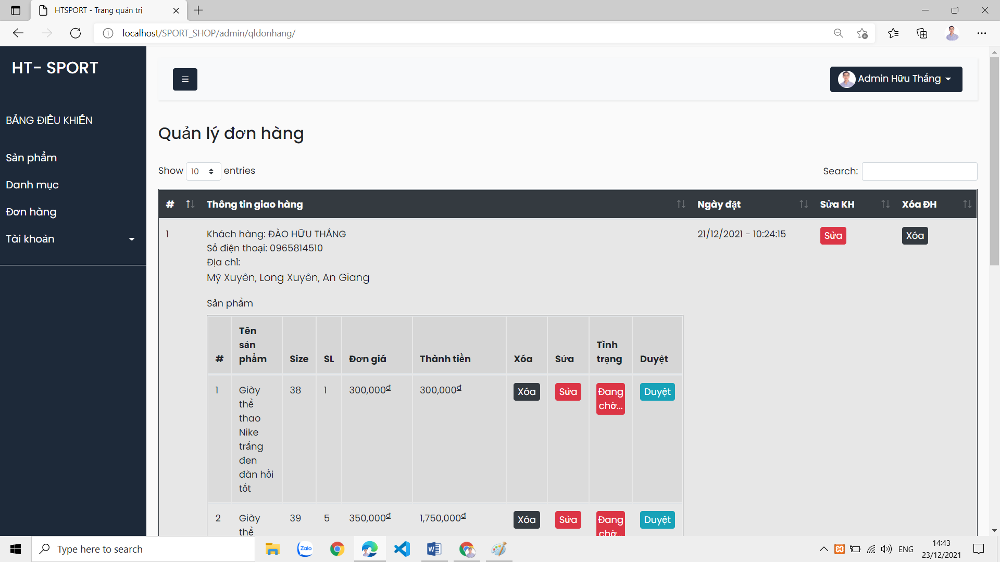 HTSPORT - Trang quản trị
localhost/SPORT_SHOP/admin/qldonhang/
HT- SPORT
Admin Hữu Thắng
BẢNG ĐIỀU KHIỂN
Sản phẩm
Danh mục
Đơn hàng
Tài khoản
Quản lý đơn hàng
Show 10 entries
Search:
# Thông tin giao hàng Ngày đặt Sửa KH Xóa ĐH
1 Khách hàng: ĐÀO HỮU THẮNG 21/12/2021 - 10:24:15 Sửa Xóa
Số điện thoại: 0965814510
Địa chỉ:
Mỹ Xuyên, Long Xuyên, An Giang
Sản phẩm
# Tên sản phẩm Size SL Đơn giá Thành tiền Xóa Sửa Tình trạng Duyệt
1 Giày 38 1 300,000đ 300,000đ Xóa Sửa Đang chờ... Duyệt
thể
thao
Nike
trắng
đen
đàn hồi
tốt
2 Giày 39 5 350,000đ 1,750,000đ Xóa Sửa Đang chờ... Duyệt
thể
Type here to search
Zalo
ENG
14:43
23/12/2021